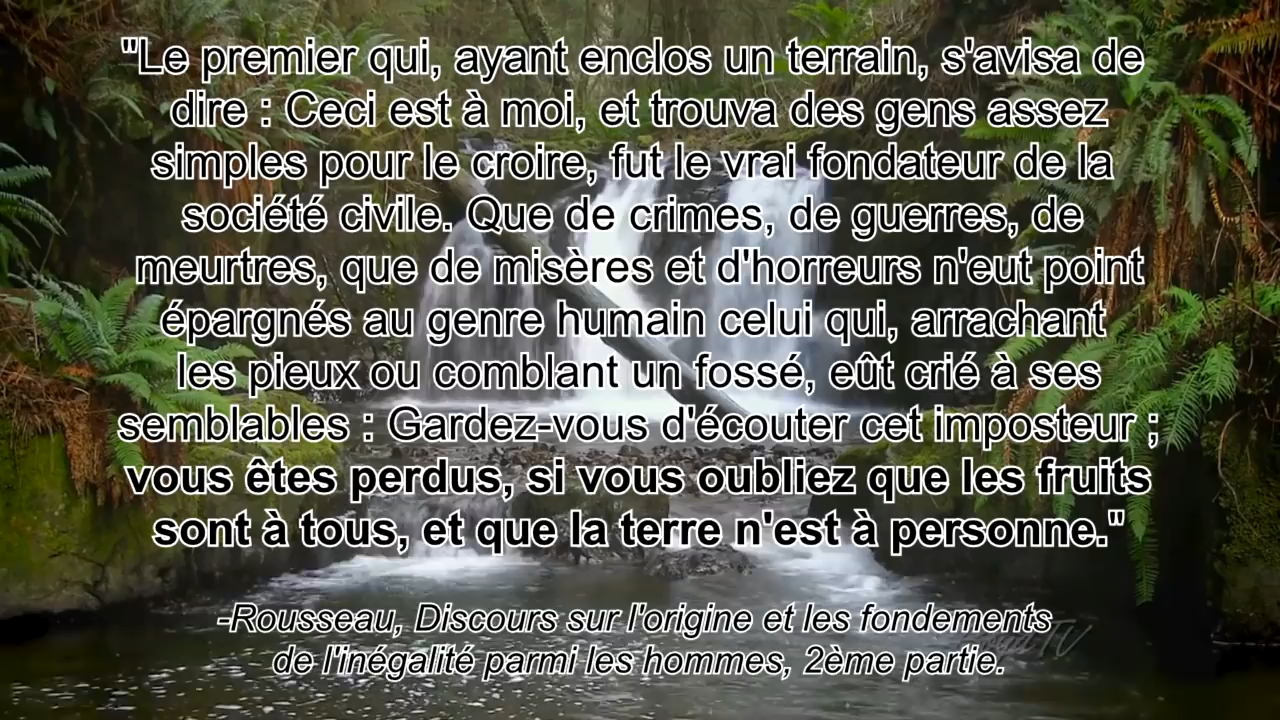 "Le premier qui, ayant enclos un terrain, s'avisa de
dire : Ceci est à moi, et trouva des gens assez
simples pour le croire, fut le vrai fondateur de la
société civile. Que de crimes, de guerres, de
meurtres, que de misères et d'horreurs n'eut point
épargnés au genre humain celui qui, arrachant
les pieux ou comblant un fossé, eût crié à ses
semblables : Gardez-vous d'écouter cet imposteur ;
vous êtes perdus, si vous oubliez que les fruits
sont à tous, et que la terre n'est à personne."
-Rousseau, Discours sur l'origine et les fondements
de l'inégalité parmi les hommes, 2ème partie.